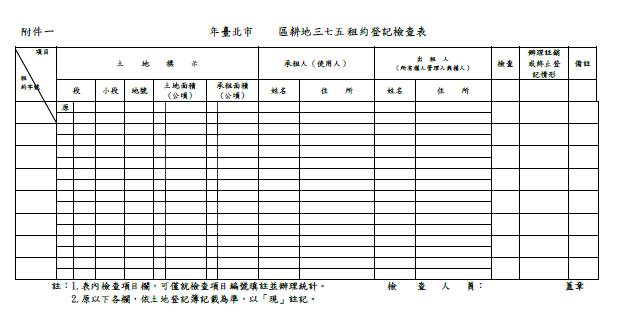 附件一
年臺北市　　區耕地三七五租約登記檢查表
項目
租約字號
土　地　標　示
承租人（使用人）
出　租　人
（所有權人管理人典權人）
檢查
辦理註銷
或終止登
記情形
備註
段
小段
地號
土地面積
（公頃）
承租面積
（公頃）
姓名
住　所
姓名
住　所
原
註：1.表內檢查項目欄，可僅就檢查項目編號填註並辦理統計。
檢　查　人　員：　　蓋章
2.原以下各欄，依土地登記簿記載為準，以「現」註記。